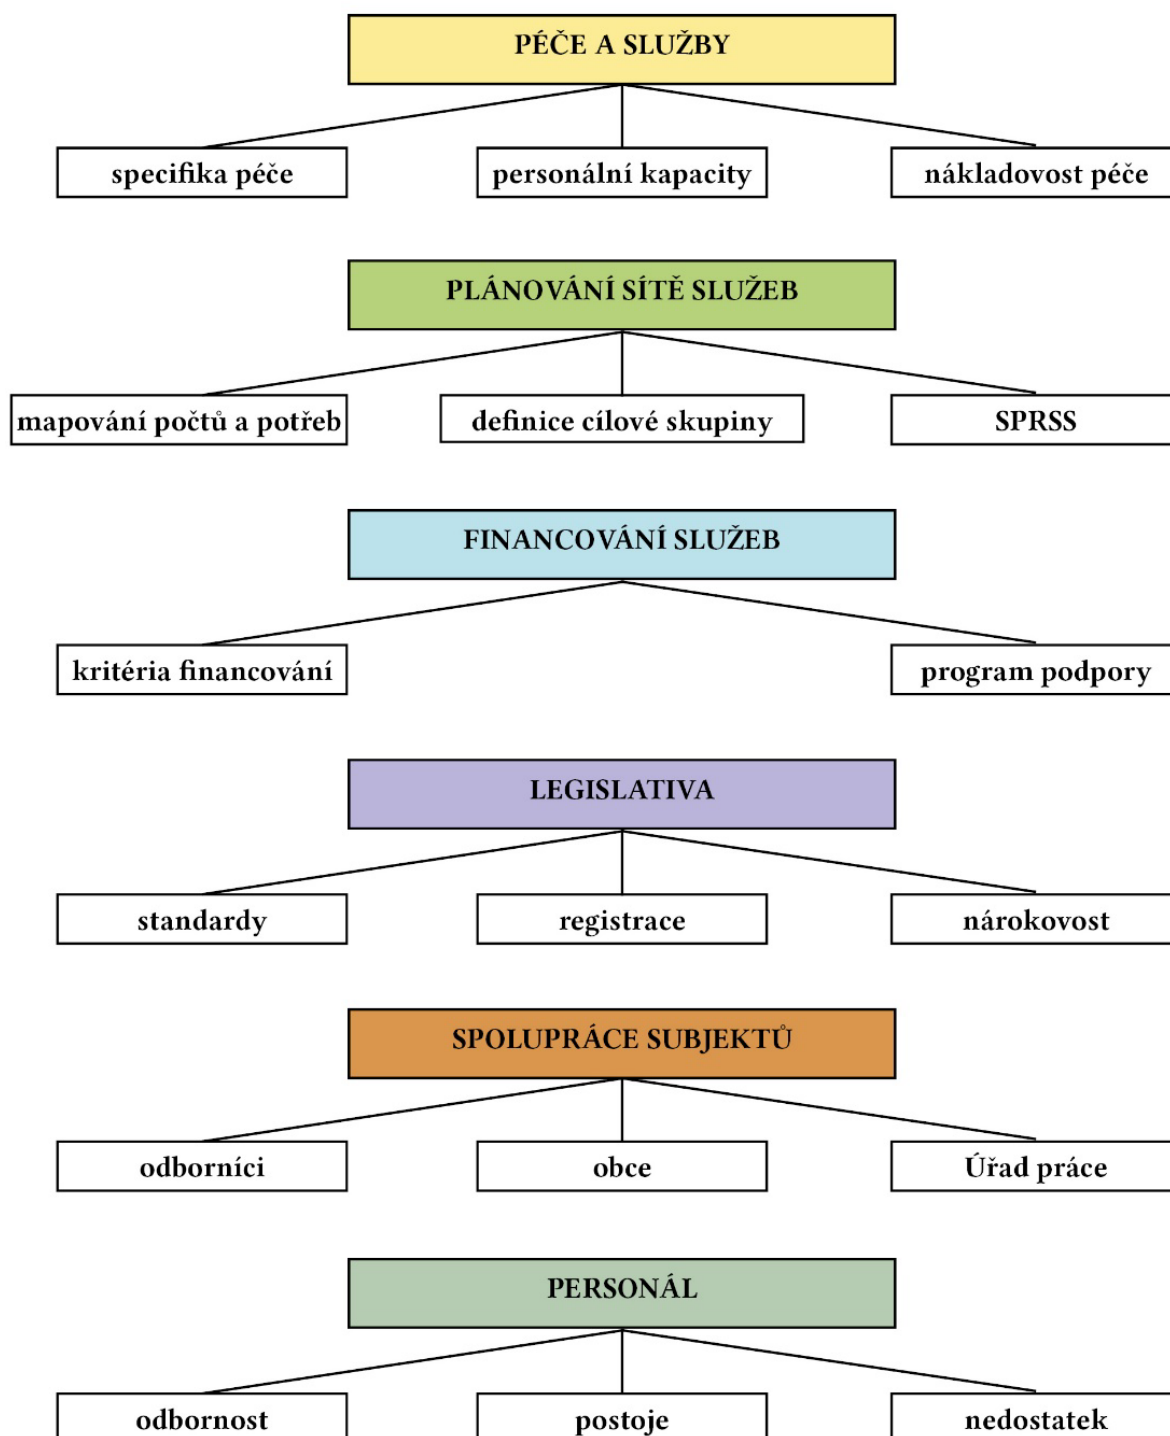 PÉČE A SLUŽBY
specifika péče
personální kapacity
nákladovost péče
PLÁNOVÁNÍ SÍTĚ SLUŽEB
mapování počtů a potřeb
definice cílové skupiny
SPRSS
FINANCOVÁNÍ SLUŽEB
kritéria financování
program podpory
LEGISLATIVA
standardy
registrace
nárokovost
SPOLUPRÁCE SUBJEKTŮ
odborníci
obce
Úřad práce
PERSONÁL
odbornost
postoje
nedostatek